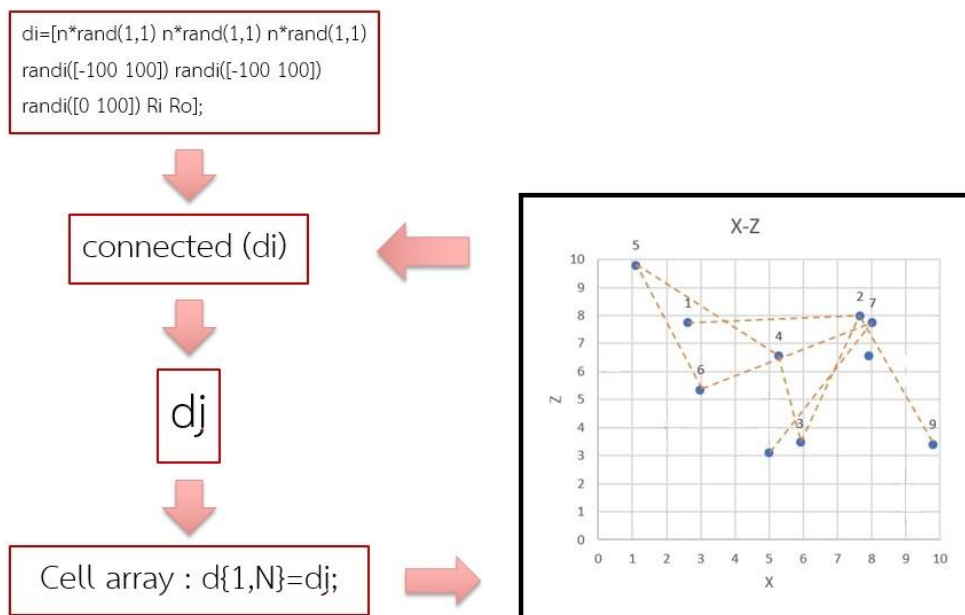 di=[n*rand(1,1) n*rand(1,1) n*rand(1,1)
randi([-100 100]) randi([-100 100])
randi([0 100]) Ri Ro];
connected (di)
dj
Cell array : d{1,N}=dj;
X-Z
5
1
2 7
4
6
3
9
10
9
8
7
6
5
4
3
2
1
0
Z
0 1 2 3 4 5 6 7 8 9 10
X